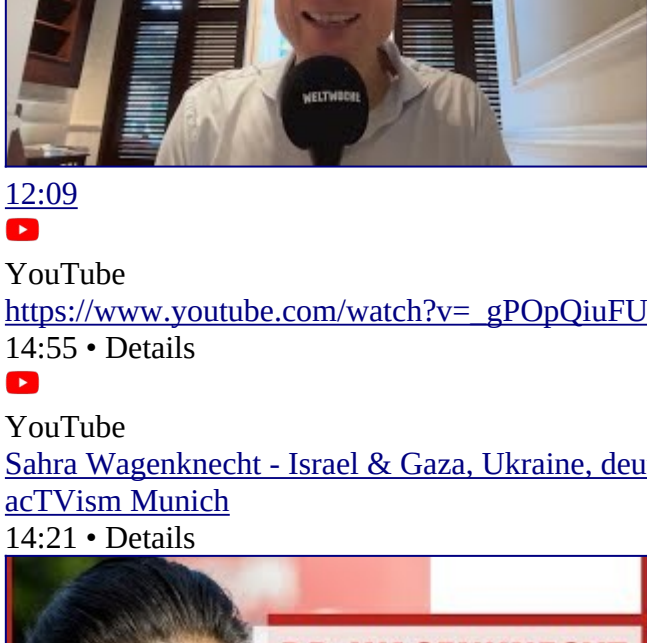 WELTWOCHE
12:09
YouTube
https://www.youtube.com/watch?v=_gPOpQiuFU
14:55 • Details
YouTube
Sahra Wagenknecht - Israel & Gaza, Ukraine, deu
acTVism Munich
14:21 • Details